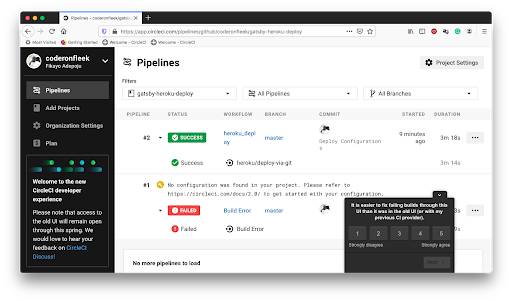 Pipelines - coderonfleek/gatsb
https://app.circleci.com/pipelines/github/coderonfleek/gatsby-heroku-deploy
Most Visited
Getting Started
Welcome - CircleCI
Welcome - CircleCI
coderonfleek
Fikayo Adepoju
Pipelines
Add Projects
Organization Settings
Plan
Welcome to the new
CircleCI developer
experience
Please note that access to
the old UI will remain open
through this spring. We
would love to hear your
feedback on CircleCI
Discuss!
Pipelines
Project Settings
Filters
gatsby-heroku-deploy
All Pipelines
All Branches
PIPELINE STATUS WORKFLOW BRANCH COMMIT STARTED DURATION
#2 SUCCESS heroku_depl
oy
master
Deploy Configuration
9 minutes
ago
3m 18s
Success heroku/deploy-via-git 3m 14s
#1 No configuration was found in your project. Please refer to
https://circleci.com/docs/2.0/ to get started with your configuration.
FAILED Build Error master
Failed Build Error
It is easier to fix failing builds through this
UI than it was in the old UI (or with my
previous CI provider).
1 2 3 4 5
Strongly disagree Strongly agree
Next
No more pipelines to load